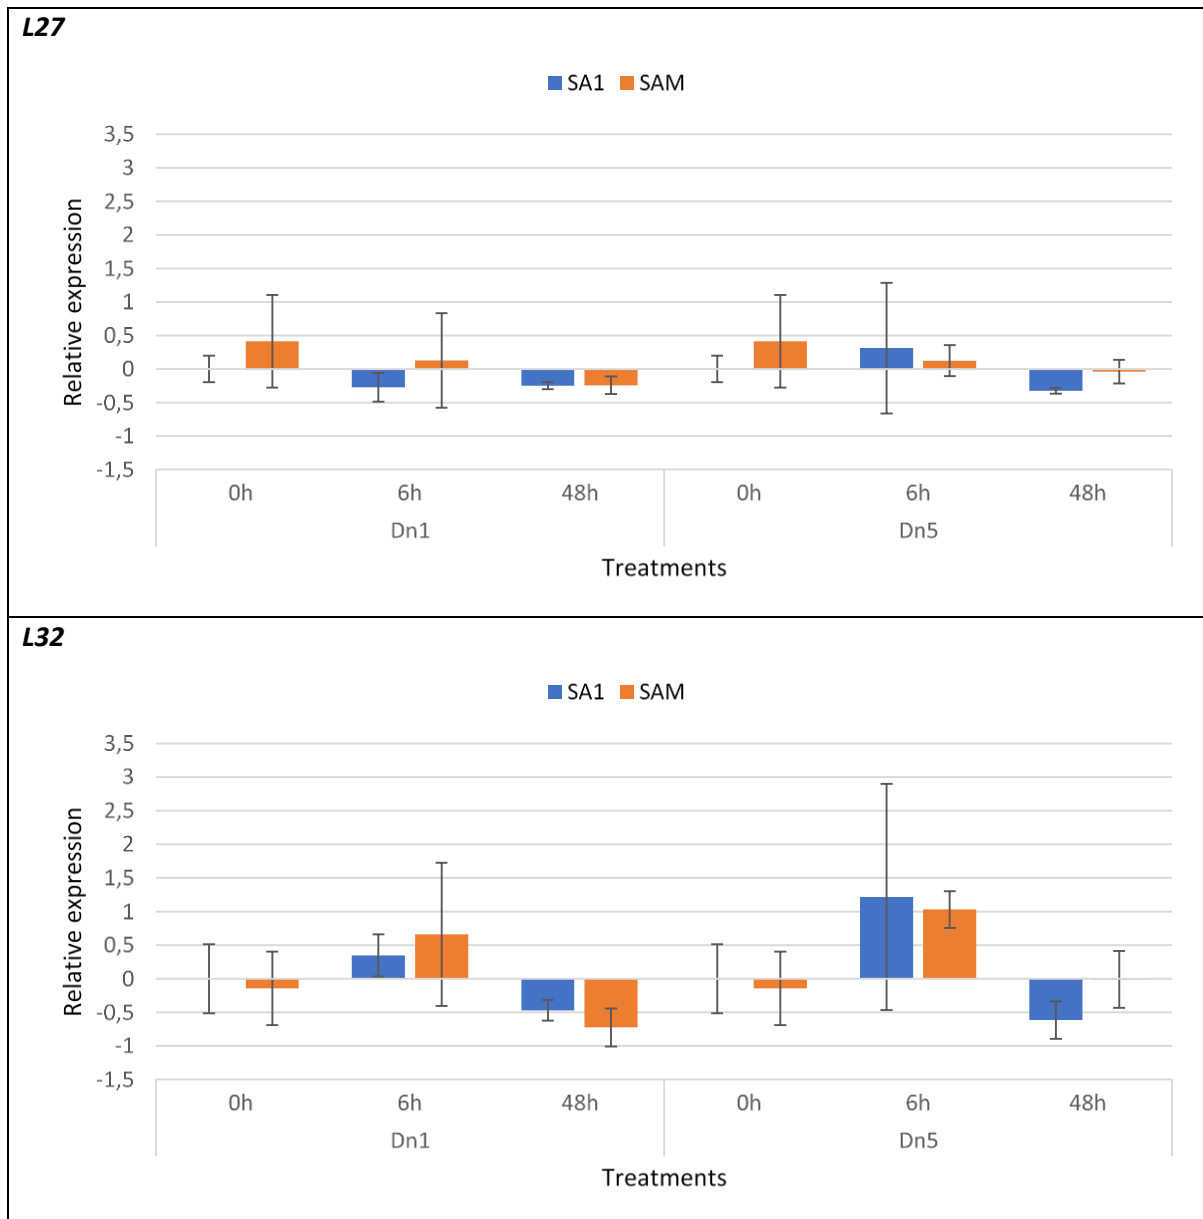 L27
SA1 SAM
3,5
3
2,5
2
1,5
1
0,5
0
-0,5
-1
-1,5
Relative expression
0h 6h 48h 0h 6h 48h
Dn1 Dn5
Treatments
L32
SA1 SAM
3,5
3
2,5
2
1,5
1
0,5
0
-0,5
-1
-1,5
Relative expression
0h 6h 48h 0h 6h 48h
Dn1 Dn5
Treatments